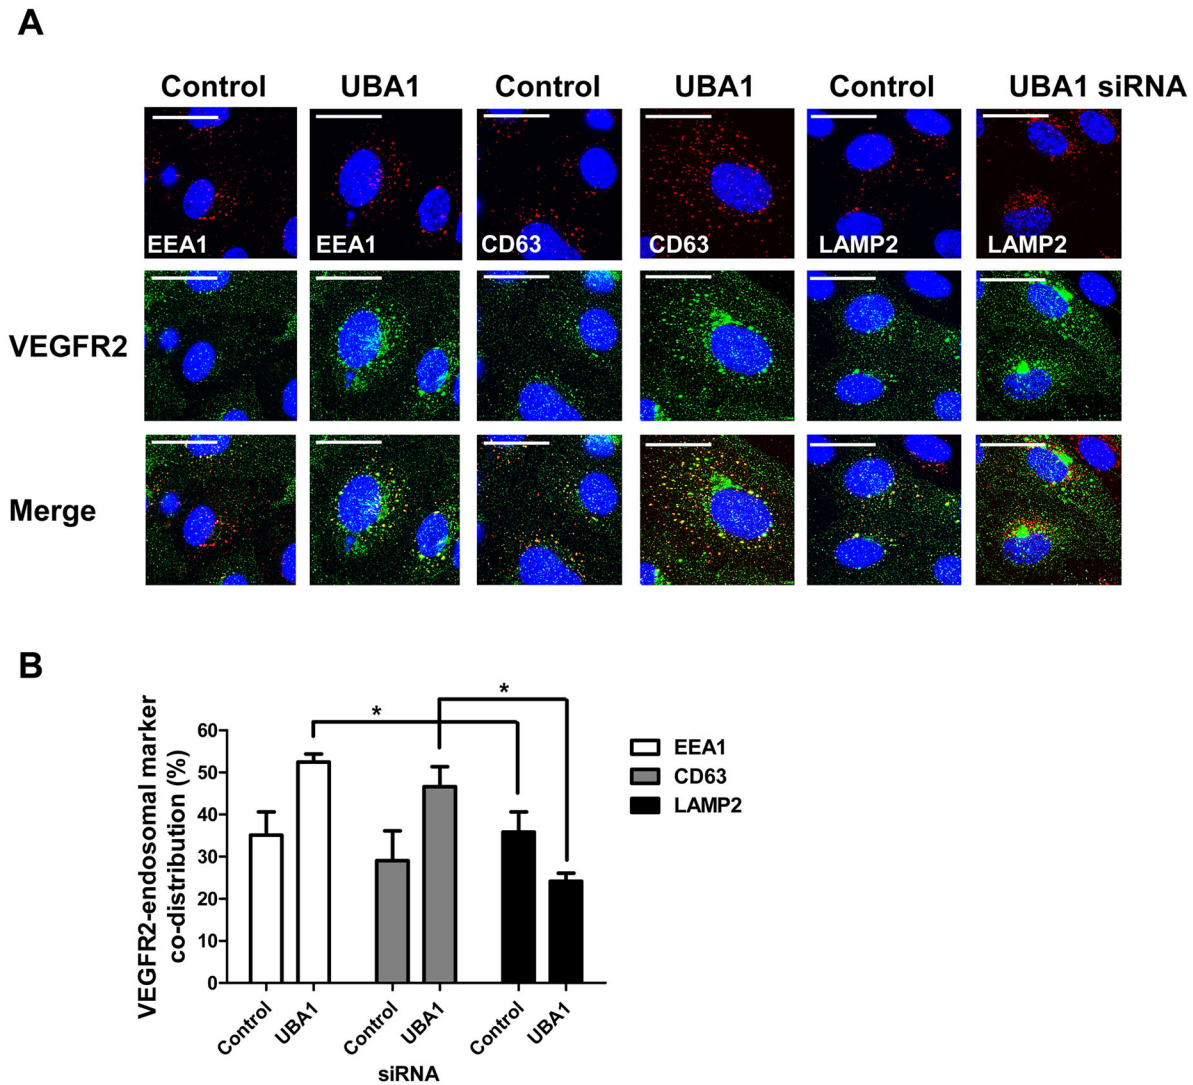 A
Control UBA1 Control UBA1 Control UBA1 siRNA
EEA1 EEA1 CD63 CD63 LAMP2 LAMP2
VEGFR2
Merge
B
VEGFR2-endosomal marker
co-distribution (%)
60
50
40
30
20
10
0
*
*
EEA1
CD63
LAMP2
Control UBA1 Control UBA1 Control UBA1
siRNA